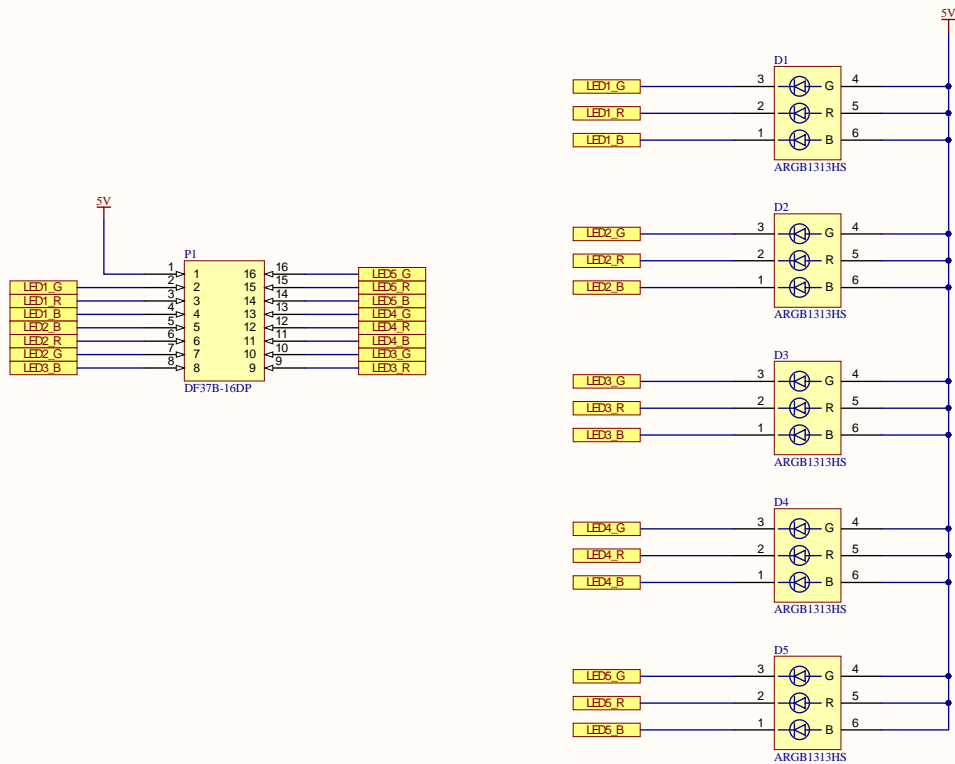 5V
P1
1 1 16 16 LED5_G
LED1_G 2 2 15 15 LED5_R
LED1_R 3 3 14 14 LED5_B
LED1_B 4 4 13 13 LED4_G
LED2_B 5 5 12 12 LED4_R
LED2_R 6 6 11 11 LED4_B
LED2_G 7 7 10 10 LED3_G
LED3_B 8 8 9 9 LED3_R
DF37B-16DP
5V
D1
LED1_G 3 G 4
LED1_R 2 R 5
LED1_B 1 B 6
ARGB1313HS
D2
LED2_G 3 G 4
LED2_R 2 R 5
LED2_B 1 B 6
ARGB1313HS
D3
LED3_G 3 G 4
LED3_R 2 R 5
LED3_B 1 B 6
ARGB1313HS
D4
LED4_G 3 G 4
LED4_R 2 R 5
LED4_B 1 B 6
ARGB1313HS
D5
LED5_G 3 G 4
LED5_R 2 R 5
LED5_B 1 B 6
ARGB1313HS